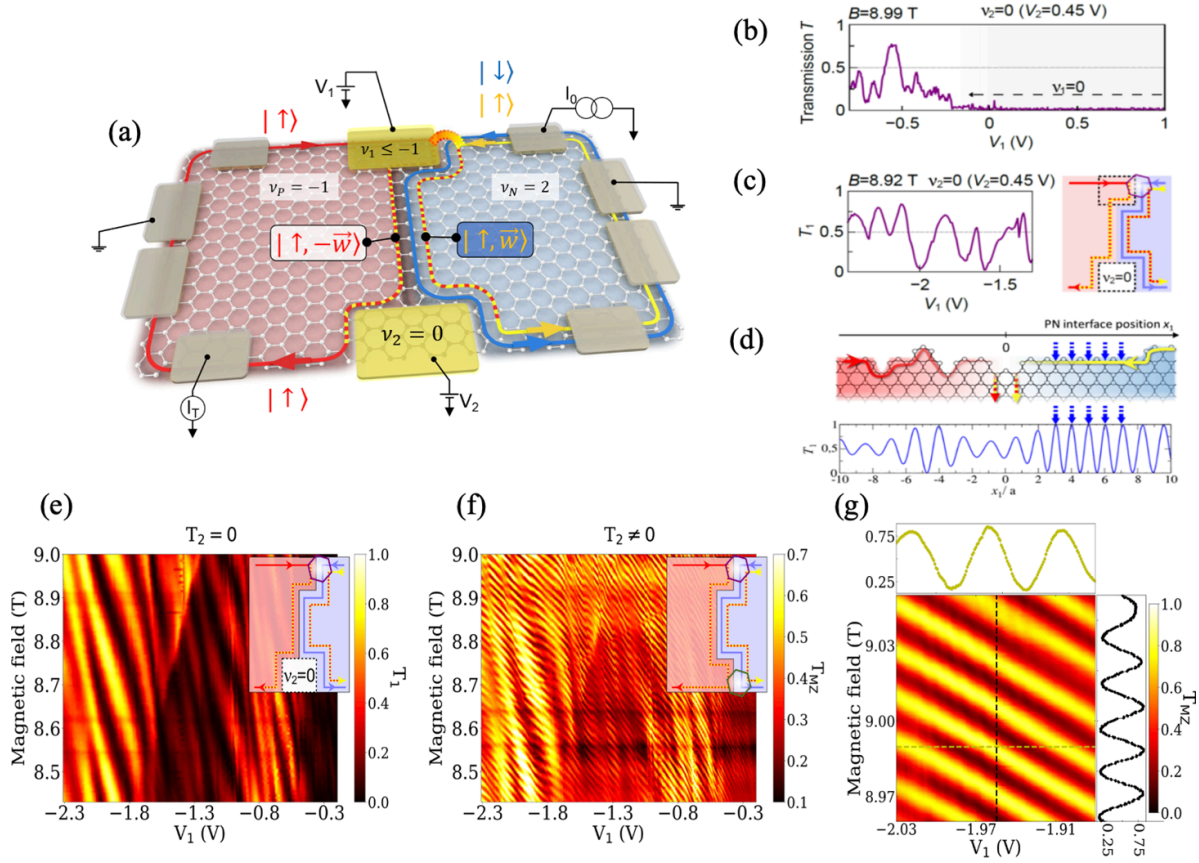 (a)
V₁
| ↓⟩
| ↑⟩
I₀
| ↑⟩
ν₁ ≤ −1
ν_P = −1
ν_N = 2
| ↑, −w⃗⟩
| ↑, w⃗⟩
ν₂ = 0
I_T
| ↑⟩
V₂
(b)
B=8.99 T ν₂=0 (V₂=0.45 V)
Transmission T
1
0.5
0
ν₁=0
−0.5 0 0.5 1
V₁ (V)
(c)
B=8.92 T ν₂=0 (V₂=0.45 V)
T₁
1
0.5
0
−2 −1.5
V₁ (V)
ν₂=0
(d)
PN interface position x₁
0
T₁
1
0.5
0
-10 -8 -6 -4 -2 0 2 4 6 8 10
x₁/ a
(e)
T₂ = 0
Magnetic field (T)
9.0
8.9
8.8
8.7
8.6
8.5
−2.3 −1.8 −1.3 −0.8 −0.3
V₁ (V)
ν₂=0
1.0
0.8
0.6
0.4
0.2
0.0
T₁
(f)
T₂ ≠ 0
Magnetic field (T)
9.0
8.9
8.8
8.7
8.6
8.5
−2.3 −1.8 −1.3 −0.8 −0.3
V₁ (V)
0.7
0.6
0.5
0.4
0.3
0.2
0.1
T_MZ
(g)
0.75
0.25
Magnetic field (T)
9.03
9.00
8.97
−2.03 −1.97 −1.91
V₁ (V)
0.25
0.75
1.0
0.8
0.6
0.4
0.2
0.0
T_MZ